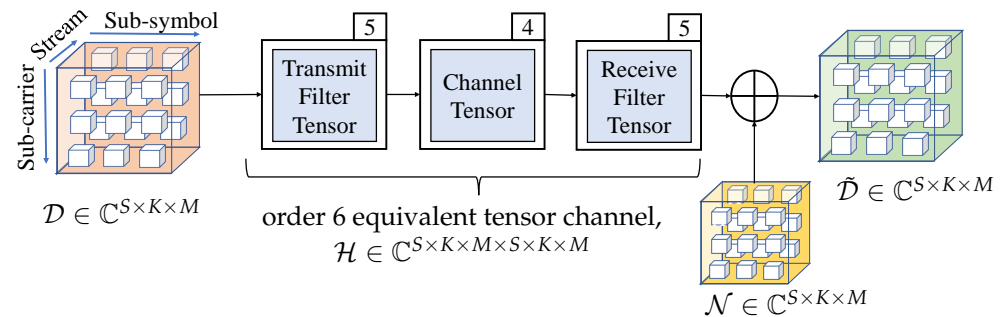 Sub-symbol
Stream
Sub-carrier
5
4
5
Transmit
Filter
Tensor
Channel
Tensor
Receive
Filter
Tensor
𝒟 ∈ ℂ^{S×K×M}
order 6 equivalent tensor channel,
ℋ ∈ ℂ^{S×K×M×S×K×M}
𝒟̃ ∈ ℂ^{S×K×M}
𝒩 ∈ ℂ^{S×K×M}